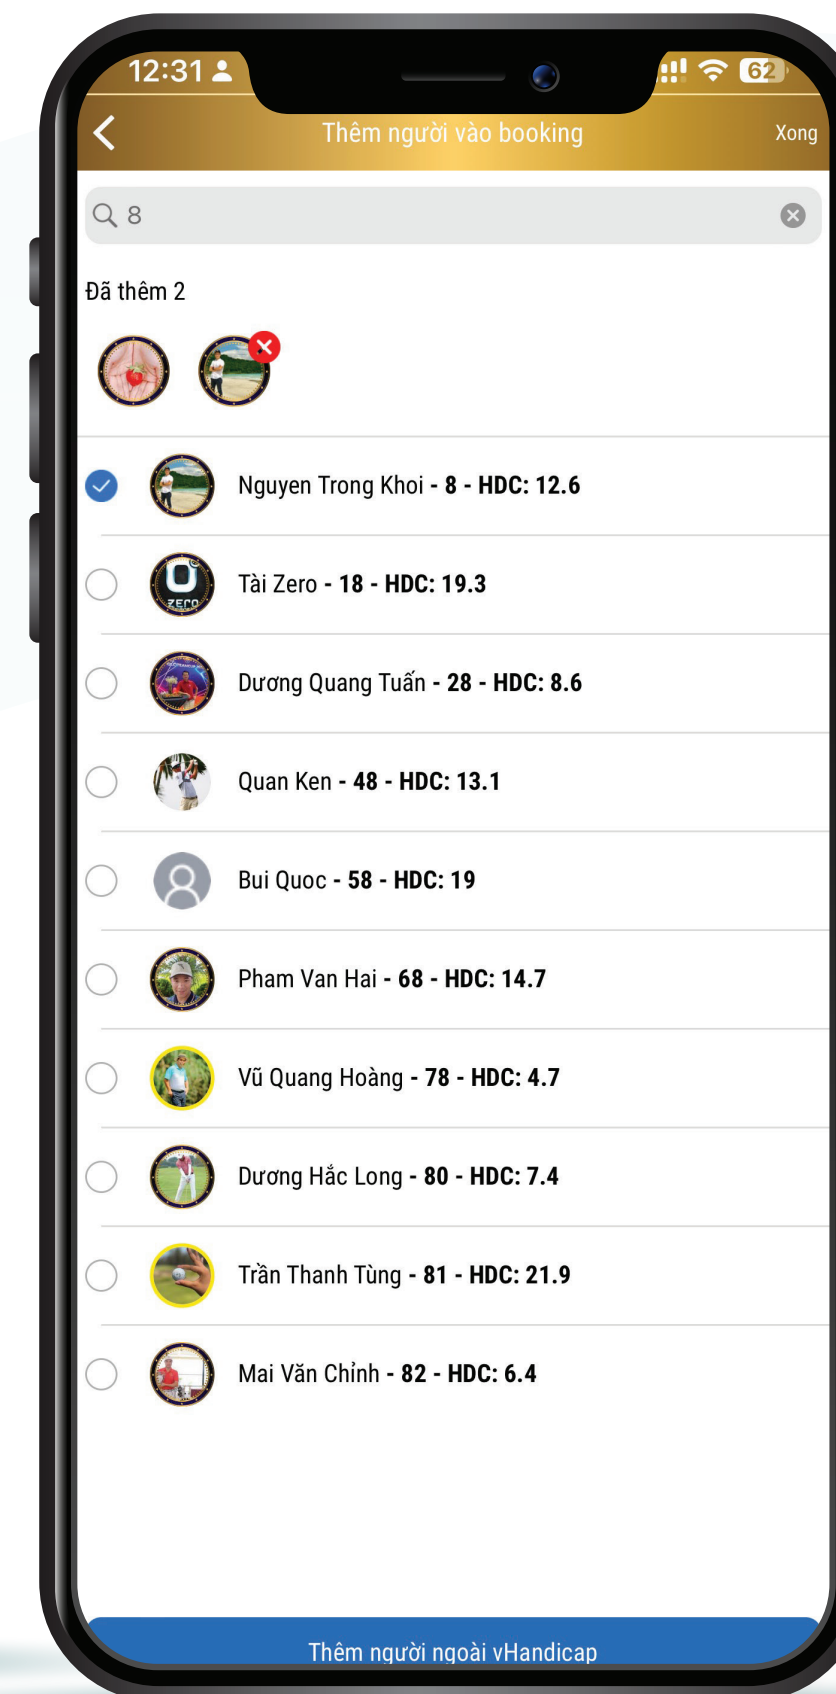 12:31
62
Thêm người vào booking
Xong
8
Đã thêm 2
Nguyen Trong Khoi - 8 - HDC: 12.6
ZERO
Tài Zero - 18 - HDC: 19.3
Dương Quang Tuấn - 28 - HDC: 8.6
Quan Ken - 48 - HDC: 13.1
Bui Quoc - 58 - HDC: 19
Pham Van Hai - 68 - HDC: 14.7
Vũ Quang Hoàng - 78 - HDC: 4.7
Dương Hắc Long - 80 - HDC: 7.4
Trần Thanh Tùng - 81 - HDC: 21.9
Mai Văn Chỉnh - 82 - HDC: 6.4
Thêm người ngoài vHandicap